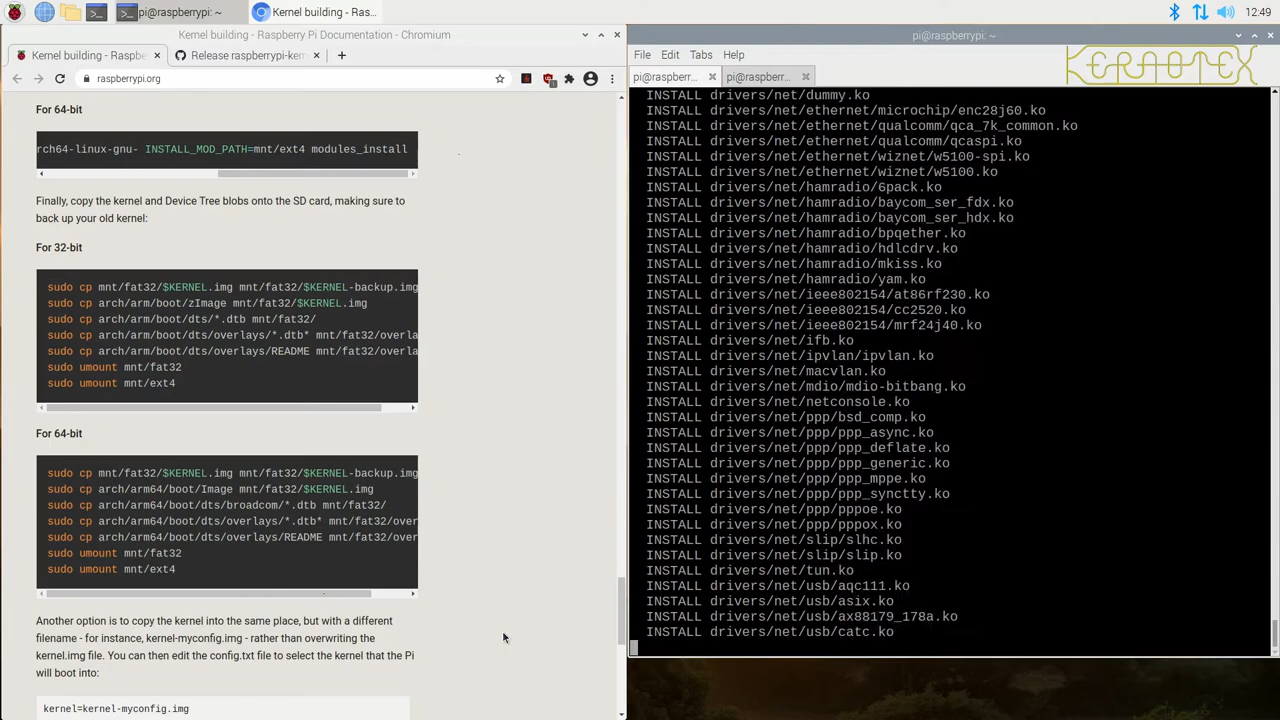 pi@raspberrypi: ~
Kernel building - Ras...
12:49
Kernel building - Raspberry Pi Documentation - Chromium
Kernel building - Raspbe
Release raspberrypi-kern
raspberrypi.org
For 64-bit
rch64-linux-gnu- INSTALL_MOD_PATH=mnt/ext4 modules_install
Finally, copy the kernel and Device Tree blobs onto the SD card, making sure to
back up your old kernel:
For 32-bit
sudo cp mnt/fat32/$KERNEL.img mnt/fat32/$KERNEL-backup.img
sudo cp arch/arm/boot/zImage mnt/fat32/$KERNEL.img
sudo cp arch/arm/boot/dts/*.dtb mnt/fat32/
sudo cp arch/arm/boot/dts/overlays/*.dtb* mnt/fat32/overla
sudo cp arch/arm/boot/dts/overlays/README mnt/fat32/overla
sudo umount mnt/fat32
sudo umount mnt/ext4
For 64-bit
sudo cp mnt/fat32/$KERNEL.img mnt/fat32/$KERNEL-backup.img
sudo cp arch/arm64/boot/Image mnt/fat32/$KERNEL.img
sudo cp arch/arm64/boot/dts/broadcom/*.dtb mnt/fat32/
sudo cp arch/arm64/boot/dts/overlays/*.dtb* mnt/fat32/over
sudo cp arch/arm64/boot/dts/overlays/README mnt/fat32/over
sudo umount mnt/fat32
sudo umount mnt/ext4
Another option is to copy the kernel into the same place, but with a different
filename - for instance, kernel-myconfig.img - rather than overwriting the
kernel.img file. You can then edit the config.txt file to select the kernel that the Pi
will boot into:
kernel=kernel-myconfig.img
pi@raspberrypi: ~
File Edit Tabs Help
pi@raspberr...
pi@raspberr...
INSTALL drivers/net/dummy.ko
INSTALL drivers/net/ethernet/microchip/enc28j60.ko
INSTALL drivers/net/ethernet/qualcomm/qca_7k_common.ko
INSTALL drivers/net/ethernet/qualcomm/qcaspi.ko
INSTALL drivers/net/ethernet/wiznet/w5100-spi.ko
INSTALL drivers/net/ethernet/wiznet/w5100.ko
INSTALL drivers/net/hamradio/6pack.ko
INSTALL drivers/net/hamradio/baycom_ser_fdx.ko
INSTALL drivers/net/hamradio/baycom_ser_hdx.ko
INSTALL drivers/net/hamradio/bpqether.ko
INSTALL drivers/net/hamradio/hdlcdrv.ko
INSTALL drivers/net/hamradio/mkiss.ko
INSTALL drivers/net/hamradio/yam.ko
INSTALL drivers/net/ieee802154/at86rf230.ko
INSTALL drivers/net/ieee802154/cc2520.ko
INSTALL drivers/net/ieee802154/mrf24j40.ko
INSTALL drivers/net/ifb.ko
INSTALL drivers/net/ipvlan/ipvlan.ko
INSTALL drivers/net/macvlan.ko
INSTALL drivers/net/mdio/mdio-bitbang.ko
INSTALL drivers/net/netconsole.ko
INSTALL drivers/net/ppp/bsd_comp.ko
INSTALL drivers/net/ppp/ppp_async.ko
INSTALL drivers/net/ppp/ppp_deflate.ko
INSTALL drivers/net/ppp/ppp_generic.ko
INSTALL drivers/net/ppp/ppp_mppe.ko
INSTALL drivers/net/ppp/ppp_synctty.ko
INSTALL drivers/net/ppp/pppoe.ko
INSTALL drivers/net/ppp/pppox.ko
INSTALL drivers/net/slip/slhc.ko
INSTALL drivers/net/slip/slip.ko
INSTALL drivers/net/tun.ko
INSTALL drivers/net/usb/aqc111.ko
INSTALL drivers/net/usb/asix.ko
INSTALL drivers/net/usb/ax88179_178a.ko
INSTALL drivers/net/usb/catc.ko